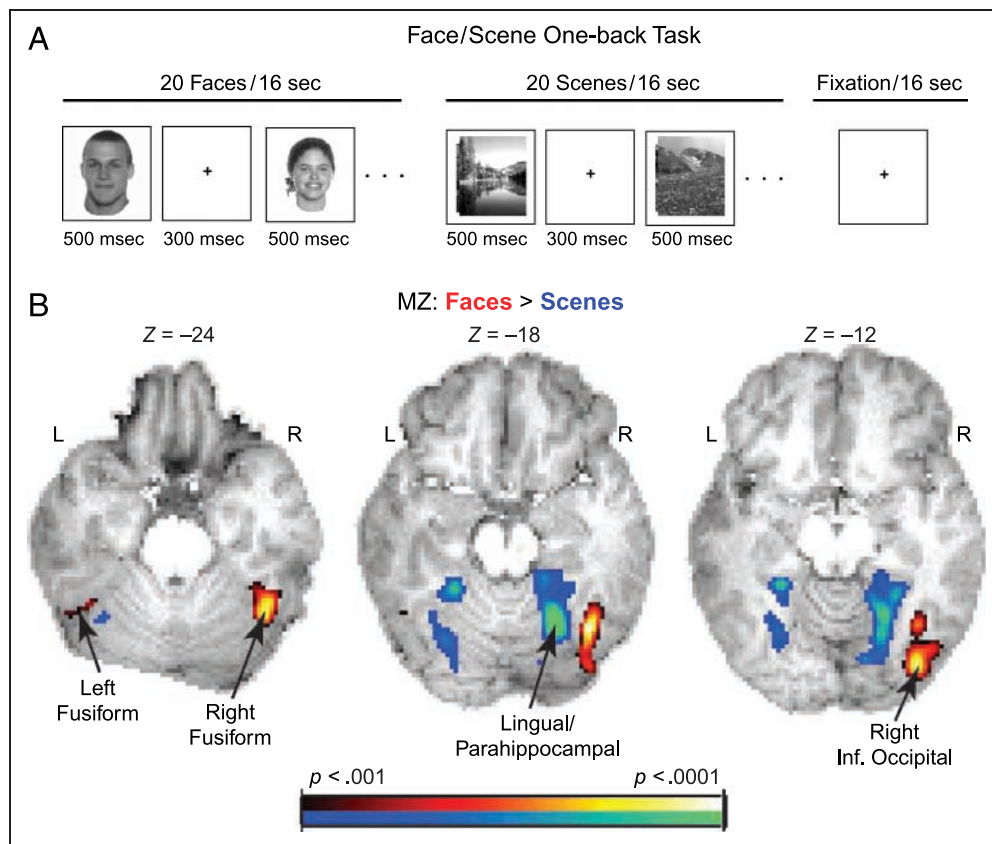 A
Face/Scene One-back Task
20 Faces/16 sec
20 Scenes/16 sec
Fixation/16 sec
+
. . .
+
. . .
+
500 msec
300 msec
500 msec
500 msec
300 msec
500 msec
B
MZ: Faces > Scenes
Z = –24
Z = –18
Z = –12
L
R
L
R
L
R
Left
Fusiform
Right
Fusiform
Lingual/
Parahippocampal
Right
Inf. Occipital
p < .001
p < .0001